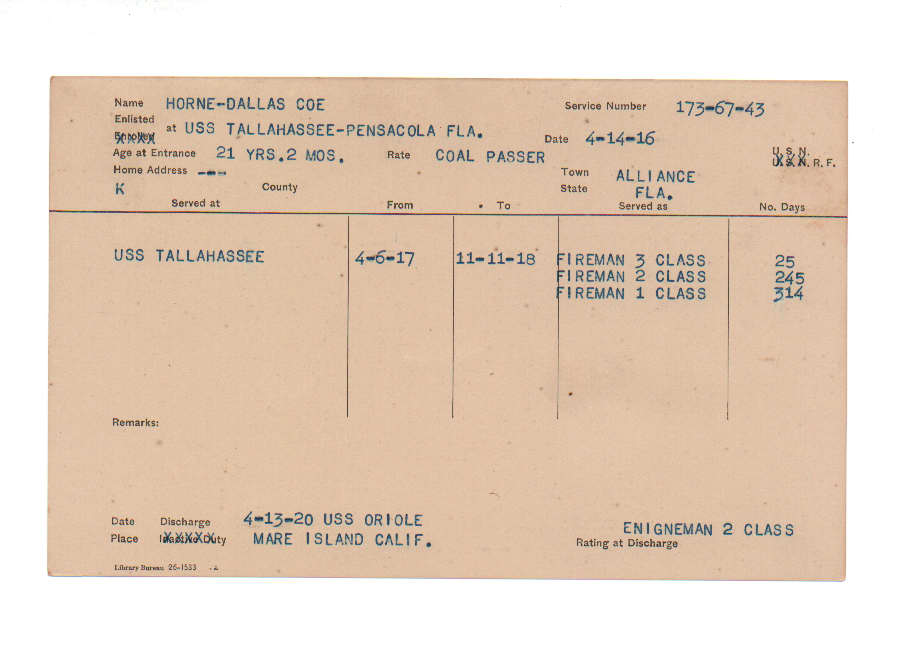 Name HORNE-DALLAS COE Service Number 173-67-43
Enlisted
Enrolled at USS TALLAHASSEE-PENSACOLA FLA. Date 4-14-16
Age at Entrance 21 YRS.2 MOS. Rate COAL PASSER U.S.N.
U.S.N.R.F.
Home Address --- Town ALLIANCE
K County State FLA.
Served at From To Served as No. Days
USS TALLAHASSEE 4-6-17 11-11-18 FIREMAN 3 CLASS 25
FIREMAN 2 CLASS 245
FIREMAN 1 CLASS 314
Remarks:
Date Discharge 4-13-20 USS ORIOLE
Place Inactive Duty MARE ISLAND CALIF.
ENIGNEMAN 2 CLASS
Rating at Discharge
Library Bureau 26-1533